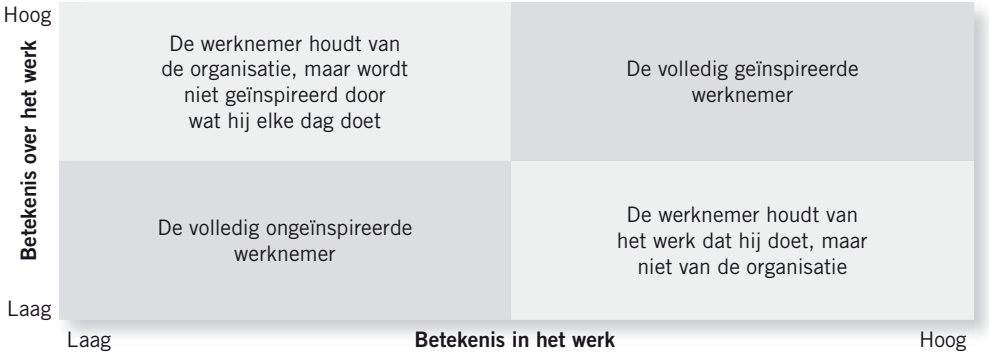 Hoog
Betekenis over het werk
De werknemer houdt van
de organisatie, maar wordt
niet geïnspireerd door
wat hij elke dag doet
De volledig geïnspireerde
werknemer
De volledig ongeïnspireerde
werknemer
De werknemer houdt van
het werk dat hij doet, maar
niet van de organisatie
Laag
Laag
Betekenis in het werk
Hoog